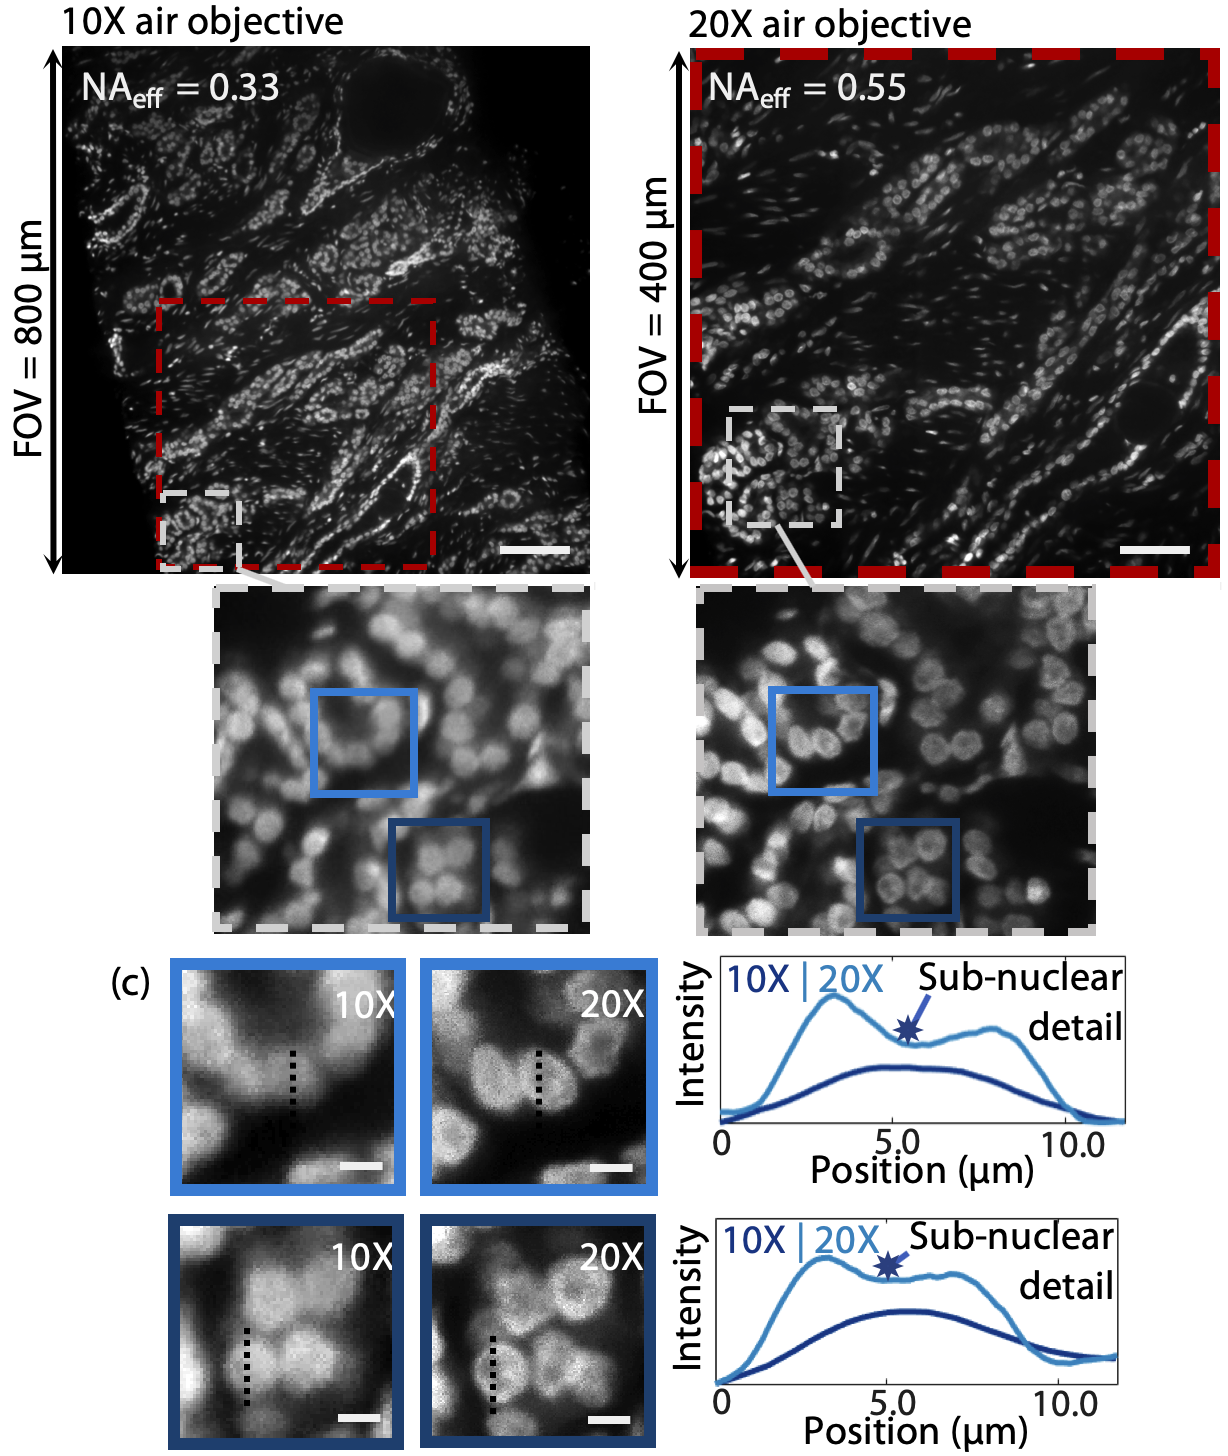 10X air objective
20X air objective
NAeff = 0.33
NAeff = 0.55
FOV = 800 µm
FOV = 400 µm
(c)
10X
20X
10X | 20X
Sub-nuclear
detail
Intensity
0
5.0
10.0
Position (µm)
10X
20X
10X | 20X
Sub-nuclear
detail
Intensity
0
5.0
10.0
Position (µm)